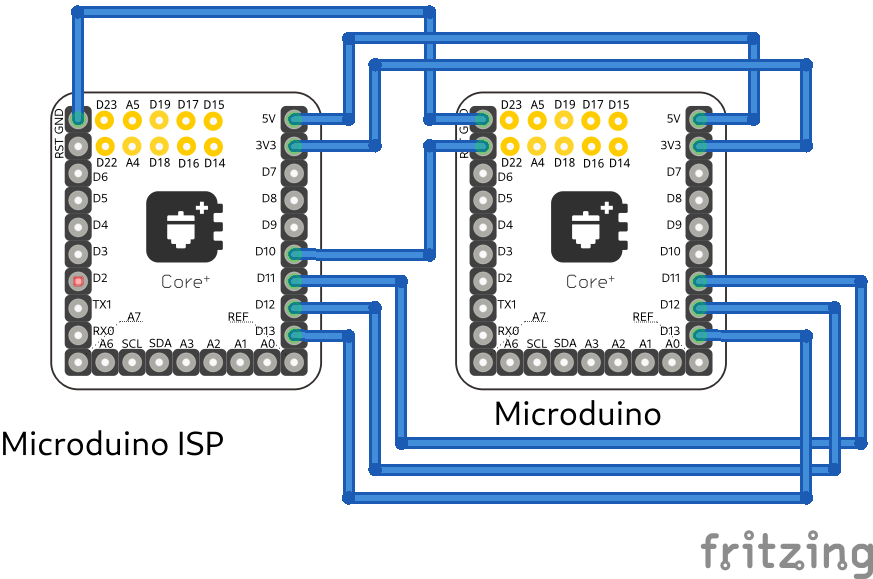 D23 A5 D19 D17 D15
GND
5V
RST
3V3
D22 A4 D18 D16 D14
D6
D7
D5
D8
D4
D9
D3
D10
D2
Core+
D11
TX1
D12
A7
REF
RX0
D13
A6 SCL SDA A3 A2 A1 A0
D23 A5 D19 D17 D15
5V
3V3
D22 A4 D18 D16 D14
D6
D7
D5
D8
D4
D9
D3
D10
D2
Core+
D11
TX1
D12
A7
REF
RX0
D13
A6 SCL SDA A3 A2 A1 A0
Microduino ISP
Microduino
fritzing